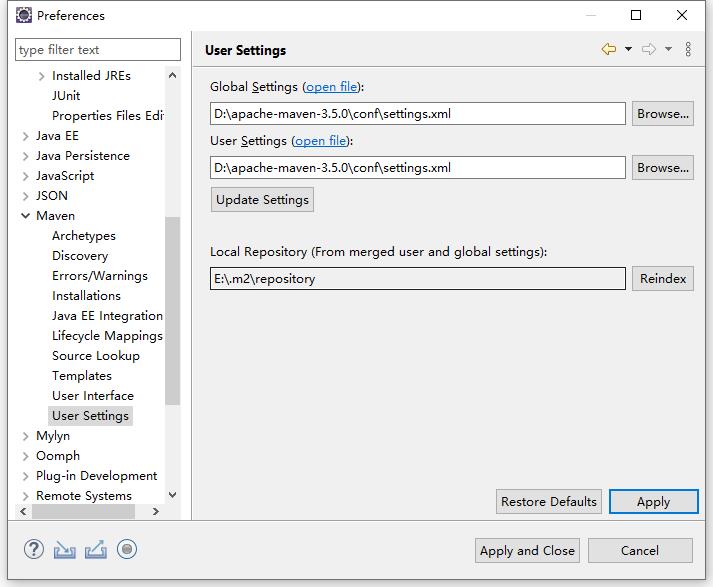 Preferences
type filter text
Installed JREs
JUnit
Properties Files Edi
Java EE
Java Persistence
JavaScript
JSON
Maven
Archetypes
Discovery
Errors/Warnings
Installations
Java EE Integration
Lifecycle Mappings
Source Lookup
Templates
User Interface
User Settings
Mylyn
Oomph
Plug-in Development
Remote Systems
User Settings
Global Settings (open file):
D:\apache-maven-3.5.0\conf\settings.xml
Browse...
User Settings (open file):
D:\apache-maven-3.5.0\conf\settings.xml
Browse...
Update Settings
Local Repository (From merged user and global settings):
E:\.m2\repository
Reindex
Restore Defaults
Apply
?
Apply and Close
Cancel